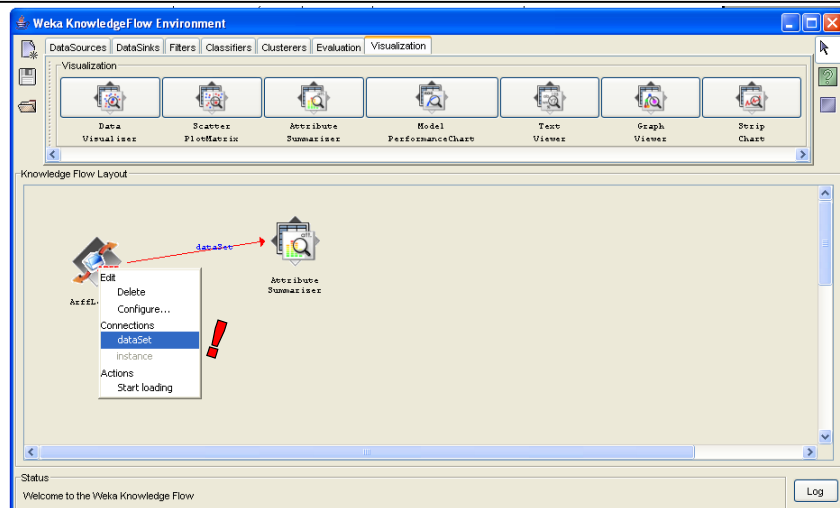 Weka KnowledgeFlow Environment
DataSources DataSinks Filters Classifiers Clusterers Evaluation Visualization
Visualization
Data Visualizer
Scatter PlotMatrix
Attribute Summarizer
Model PerformanceChart
Text Viewer
Graph Viewer
Strip Chart
Knowledge Flow Layout
dataSet
ArffL
Attribute
Summarizer
Edit
Delete
Configure...
Connections
dataSet
instance
Actions
Start loading
!
Status
Welcome to the Weka Knowledge Flow
Log